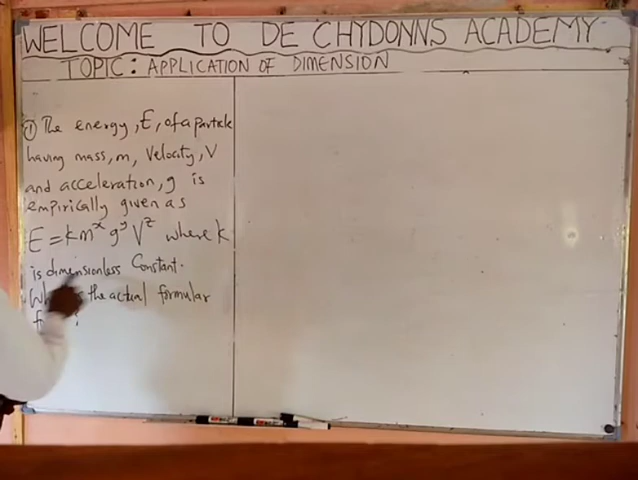 WELCOME TO DE CHYDONNS ACADEMY
TOPIC: APPLICATION OF DIMENSION
① The energy, E, of a particle
having mass, m, Velocity, V
and acceleration, g is
empirically given as
E = km^x g^y V^z where k
is dimensionless Constant.
the actual formular